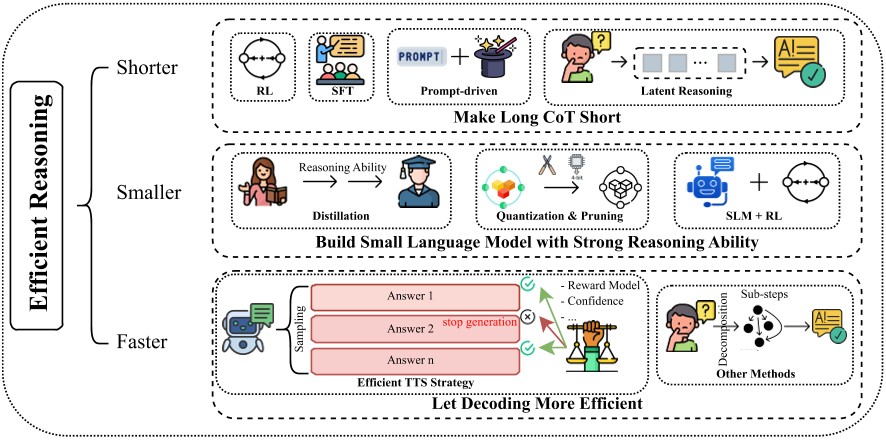 Efficient Reasoning
Shorter
RL
SFT
PROMPT
+
Prompt-driven
?
...
A!
Latent Reasoning
Make Long CoT Short
Smaller
Reasoning Ability
Distillation
4-bit
Quantization & Pruning
+
SLM + RL
Build Small Language Model with Strong Reasoning Ability
Faster
Sampling
Answer 1
Answer 2
stop generation
Answer n
- Reward Model
- Confidence
- ...
Efficient TTS Strategy
?
Decomposition
Sub-steps
A!
Other Methods
Let Decoding More Efficient